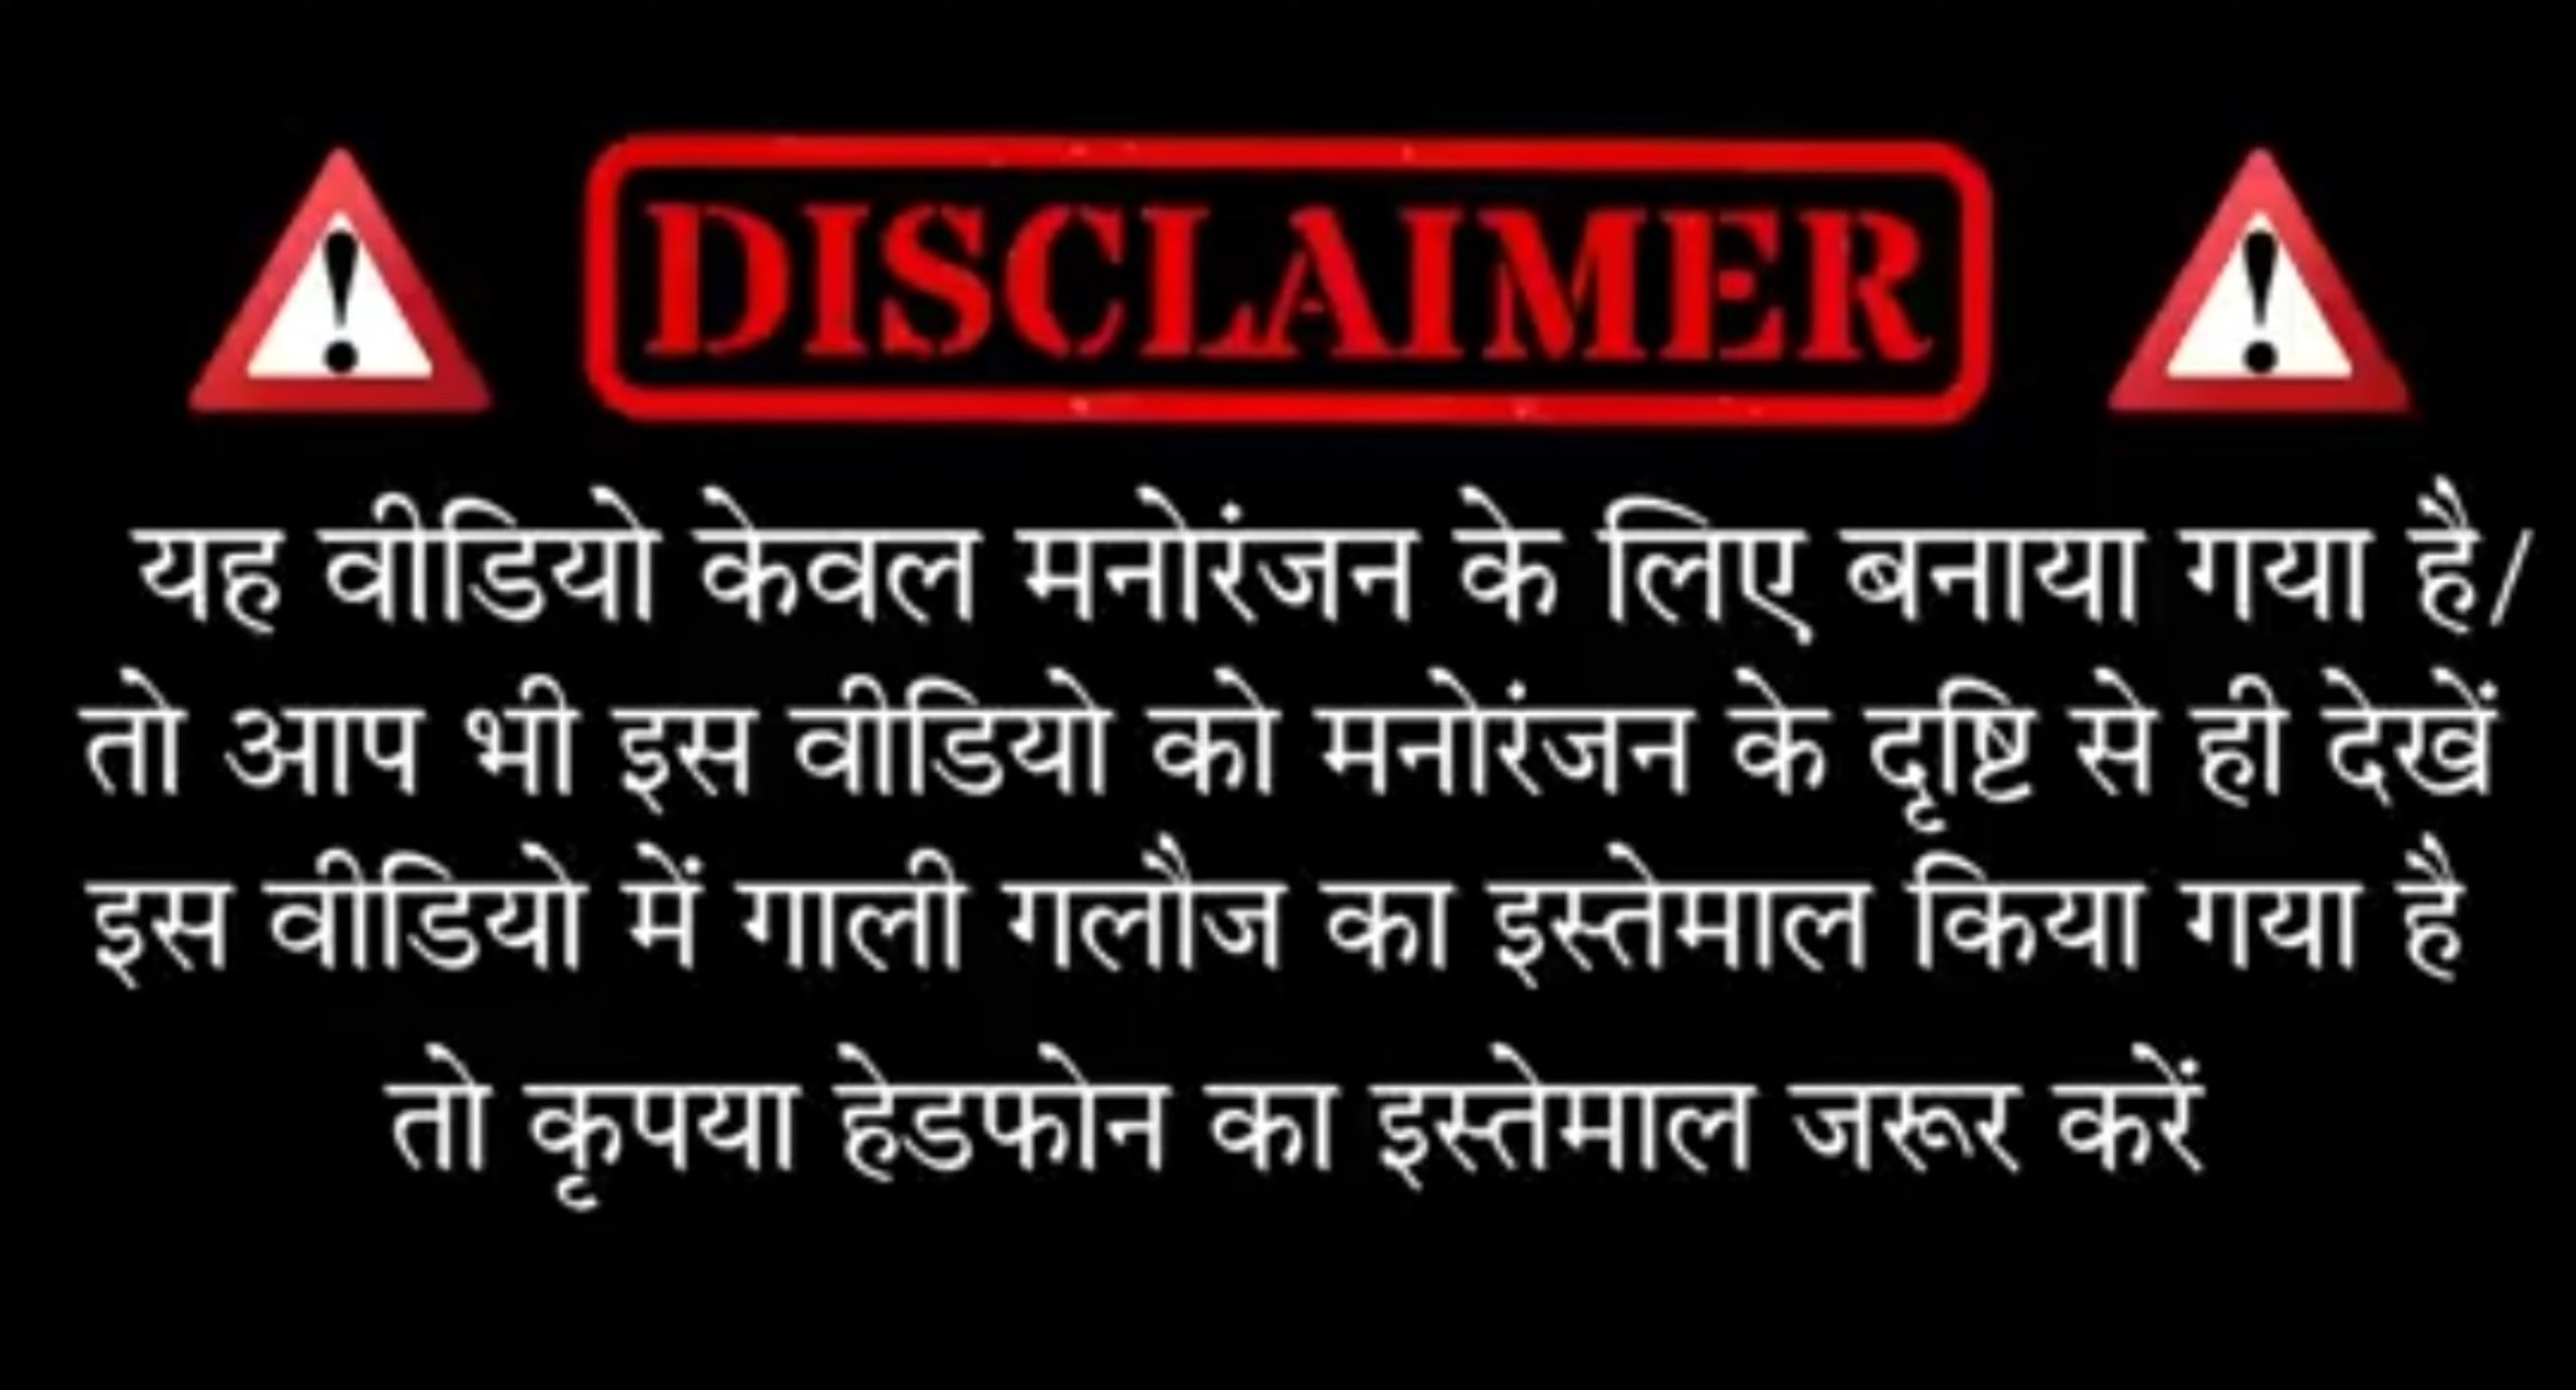 DISCLAIMER
यह वीडियो केवल मनोरंजन के लिए बनाया गया है/
तो आप भी इस वीडियो को मनोरंजन के दृष्टि से ही देखें
इस वीडियो में गाली गलौज का इस्तेमाल किया गया है
तो कृपया हेडफोन का इस्तेमाल जरूर करें